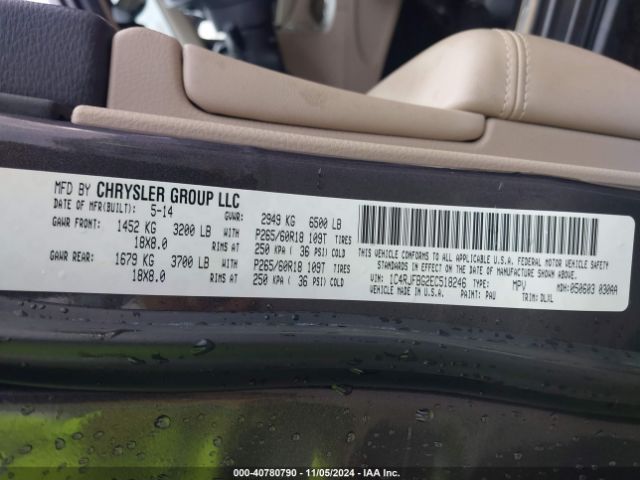 MFD BY CHRYSLER GROUP LLC
DATE OF MFR(BUILT): 5-14 GVWR: 2949 KG 6500 LB
GAWR FRONT: 1452 KG 3200 LB WITH P265/60R18 109T TIRES
18X8.0 RIMS AT 250 KPA ( 36 PSI) COLD
GAWR REAR: 1679 KG 3700 LB WITH P265/60R18 109T TIRES
18X8.0 RIMS AT 250 KPA ( 36 PSI) COLD
THIS VEHICLE CONFORMS TO ALL APPLICABLE U.S.A. FEDERAL MOTOR VEHICLE SAFETY
STANDARDS IN EFFECT ON THE DATE OF MANUFACTURE SHOWN ABOVE.
VIN: 1C4RJFBG2EC518246 TYPE: MPV MDH: 050603 030AA
VEHICLE MADE IN U.S.A. PAINT: PAU TRIM: DLXL
000-40780790 - 11/05/2024 - IAA Inc.